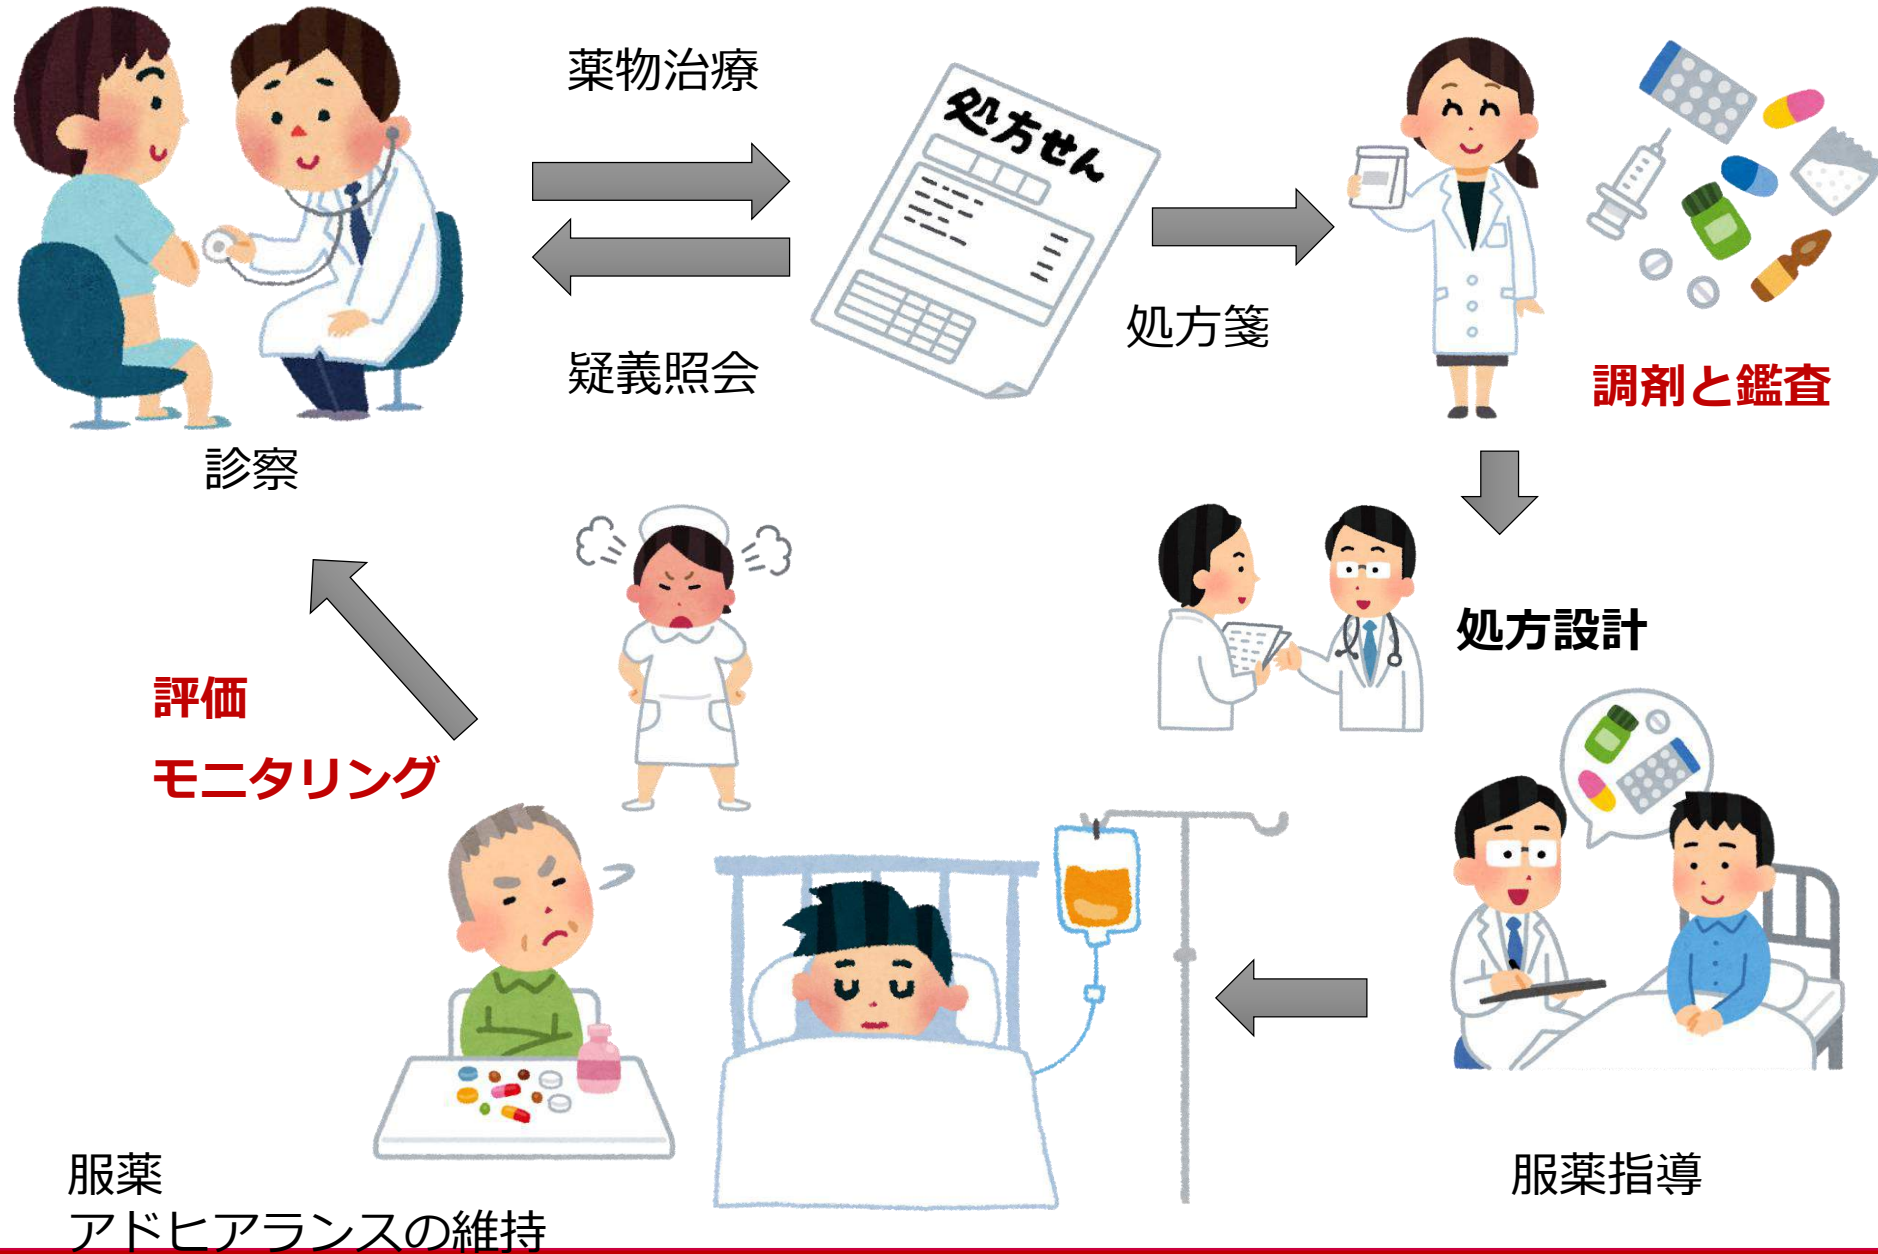 薬物治療
処方せん
処方箋
疑義照会
調剤と鑑査
診察
処方設計
評価
モニタリング
服薬指導
服薬
アドヒアランスの維持